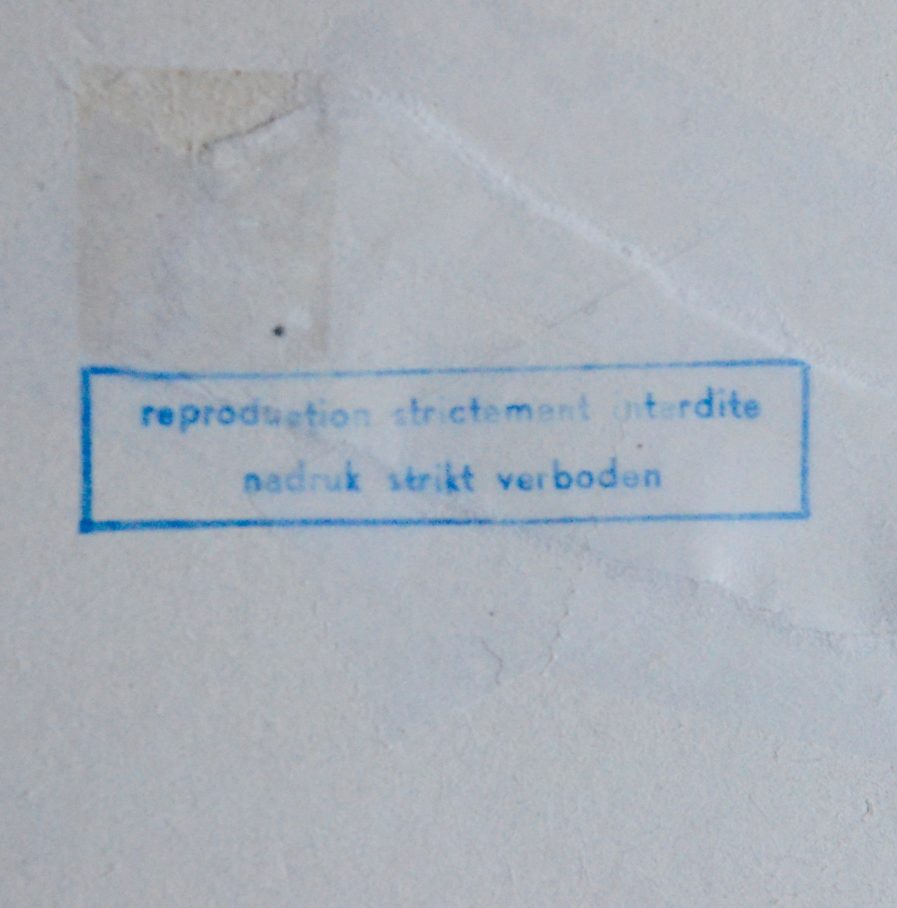 reproduction strictement interdite
nadruk strikt verboden